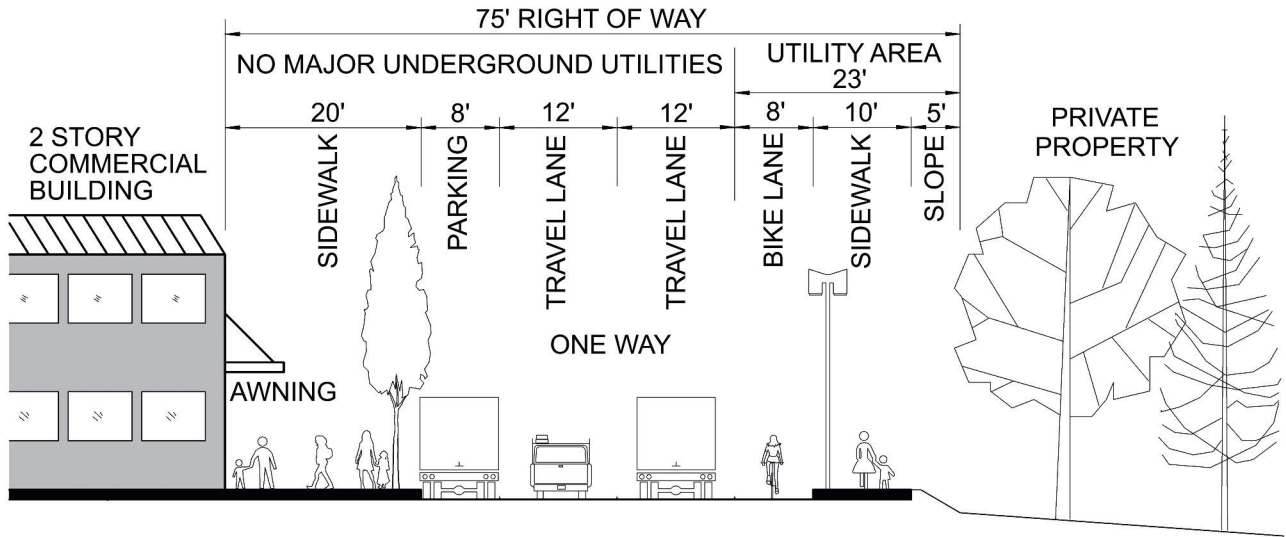 75' RIGHT OF WAY
NO MAJOR UNDERGROUND UTILITIES
UTILITY AREA
23'
20'
8'
12'
12'
8'
10'
5'
2 STORY
COMMERCIAL
BUILDING
SIDEWALK
PARKING
TRAVEL LANE
TRAVEL LANE
BIKE LANE
SIDEWALK
SLOPE
PRIVATE
PROPERTY
ONE WAY
AWNING